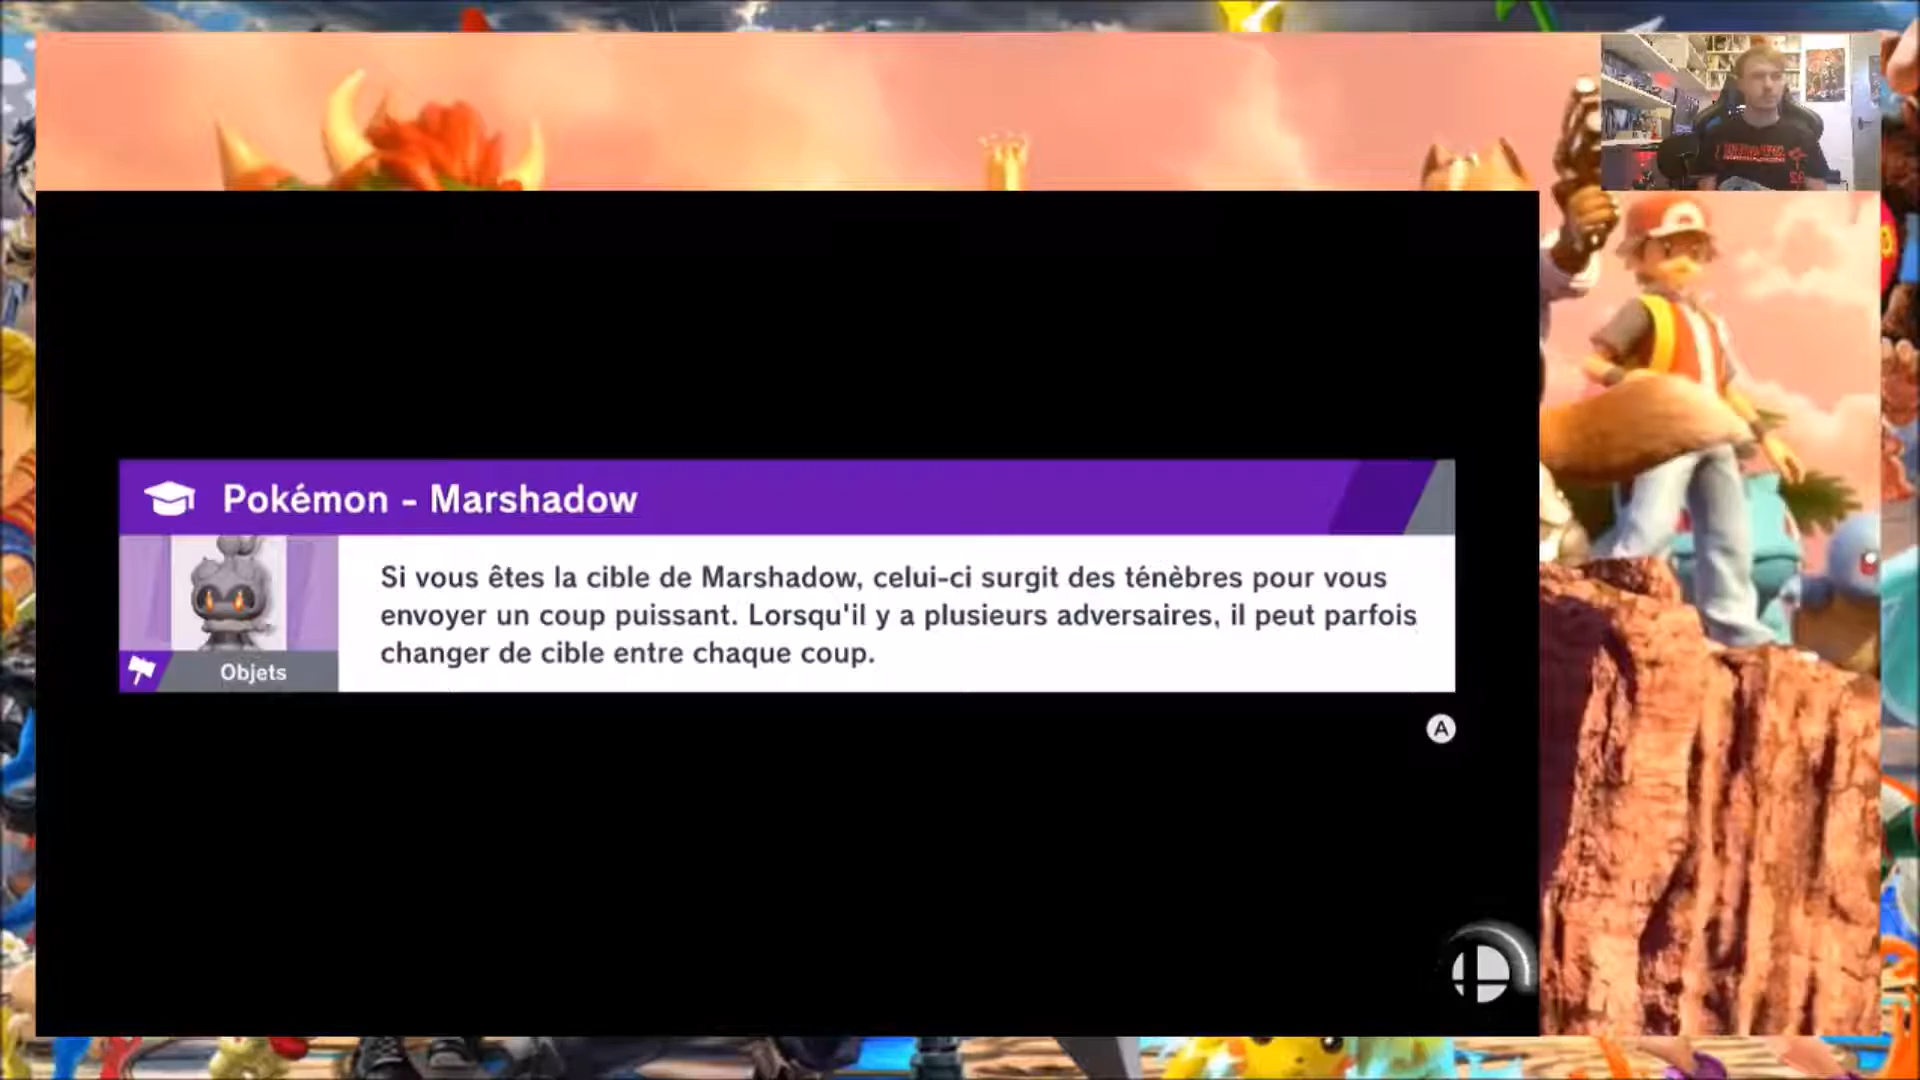 Pokémon - Marshadow
Si vous êtes la cible de Marshadow, celui-ci surgit des ténèbres pour vous
envoyer un coup puissant. Lorsqu'il y a plusieurs adversaires, il peut parfois
changer de cible entre chaque coup.
Objets
A